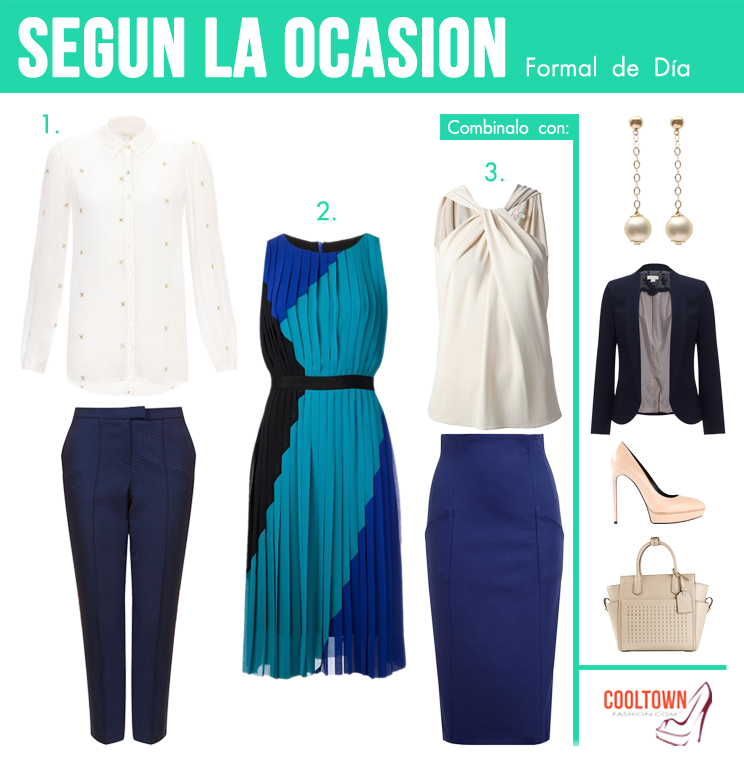 SEGUN LA OCASION Formal de Día
1.
Combinalo con:
2.
3.
COOLTOWN
FASHION.COM